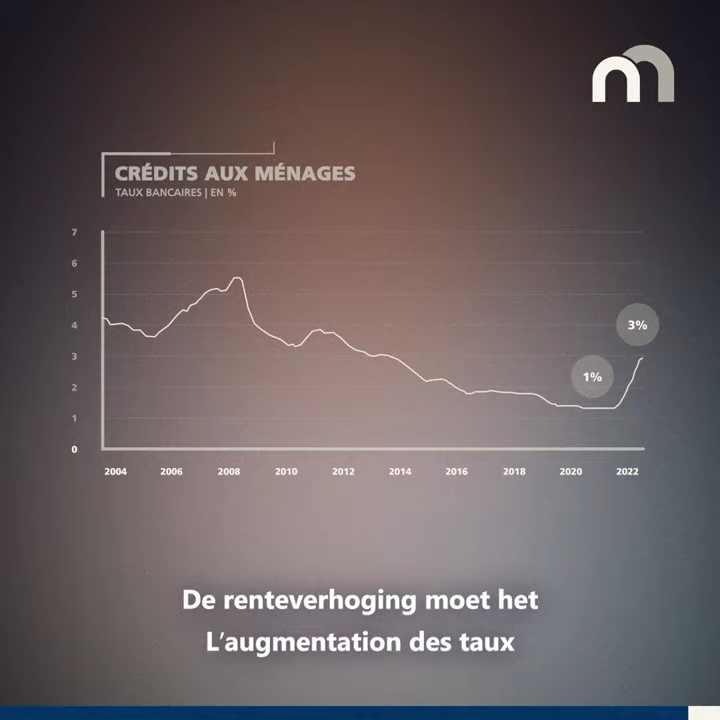 CRÉDITS AUX MÉNAGES
TAUX BANCAIRES | EN %
7
6
5
4
3
2
1
0
3%
1%
2004 2006 2008 2010 2012 2014 2016 2018 2020 2022
De renteverhoging moet het
L'augmentation des taux